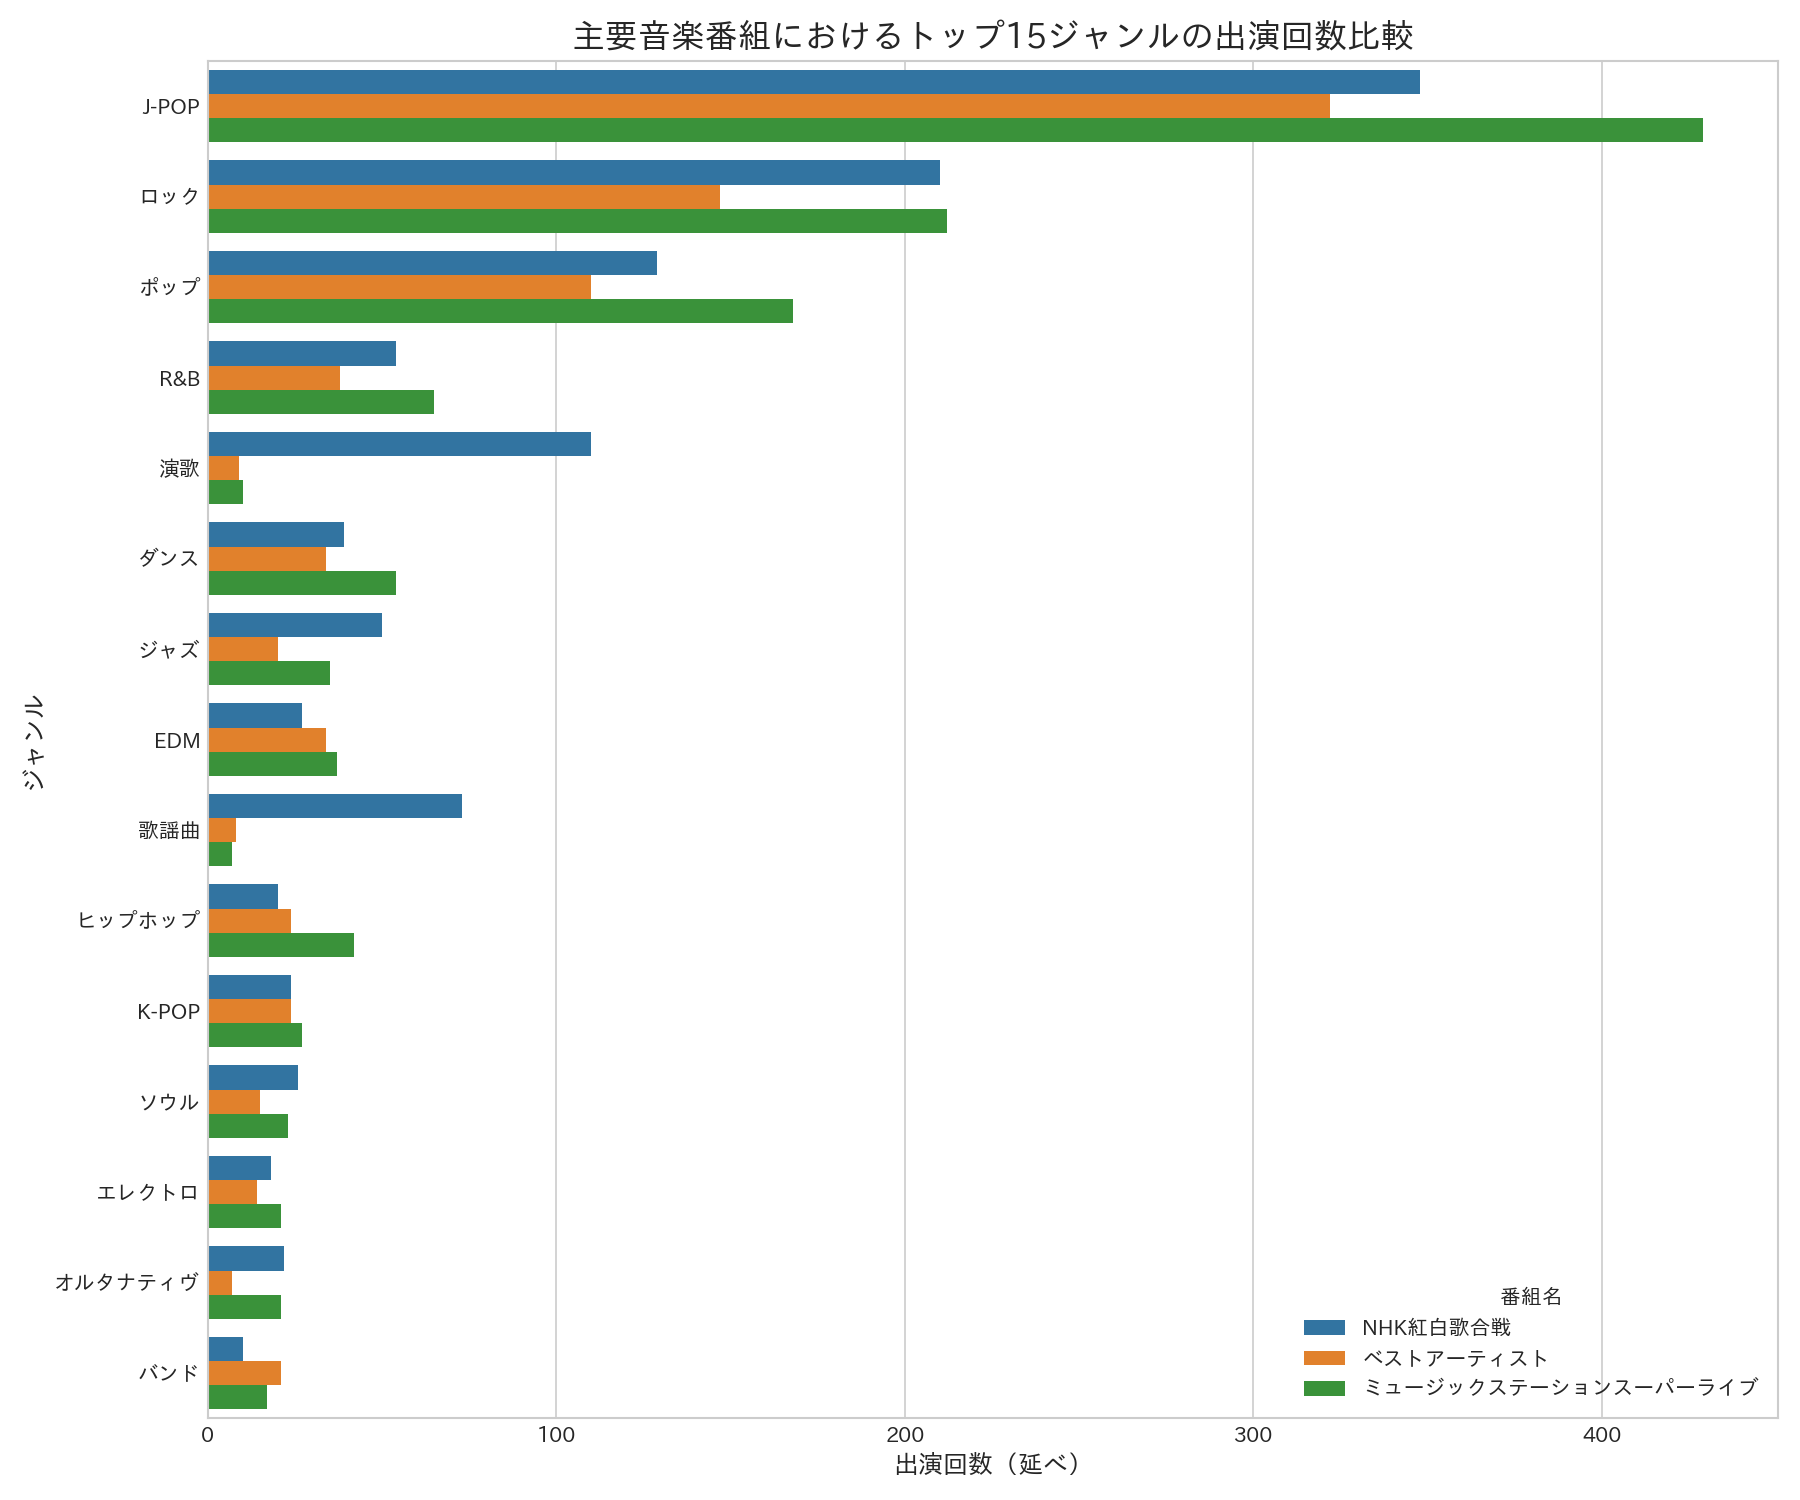 主要音楽番組におけるトップ15ジャンルの出演回数比較
J-POP
ロック
ポップ
R&B
演歌
ダンス
ジャズ
EDM
歌謡曲
ヒップホップ
K-POP
ソウル
エレクトロ
オルタナティヴ
バンド
ジャンル
番組名
NHK紅白歌合戦
ベストアーティスト
ミュージックステーションスーパーライブ
0 100 200 300 400
出演回数（延べ）